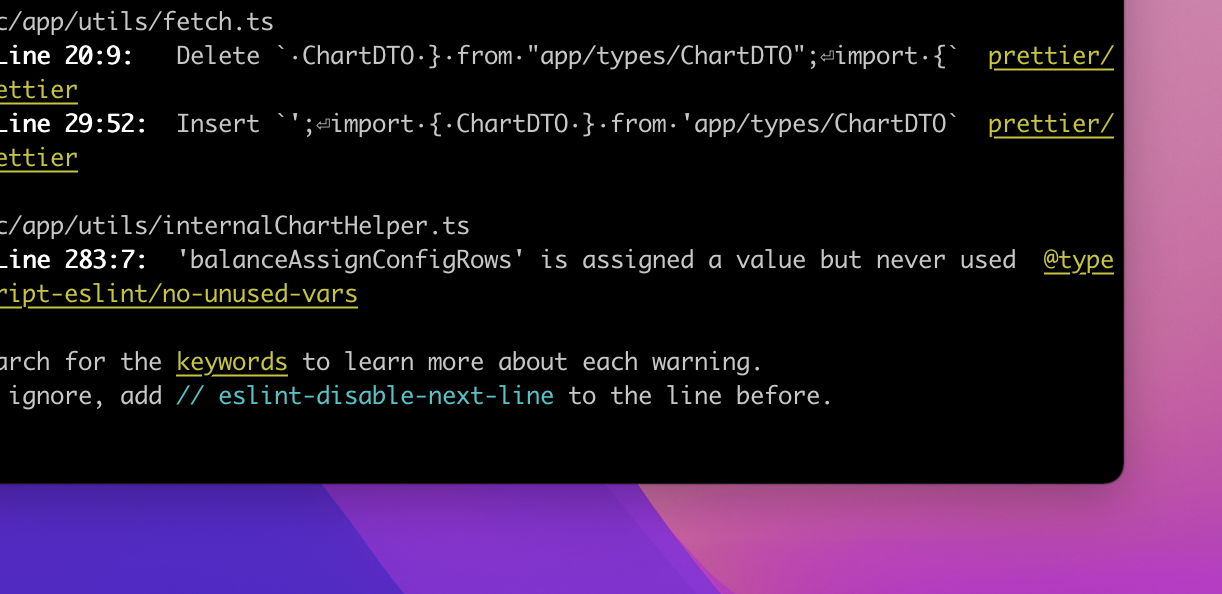 c/app/utils/fetch.ts
Line 20:9:   Delete `·ChartDTO·}·from·"app/types/ChartDTO";⏎import·{`  prettier/
ettier
Line 29:52:  Insert `';⏎import·{·ChartDTO·}·from·'app/types/ChartDTO`  prettier/
ettier
c/app/utils/internalChartHelper.ts
Line 283:7:  'balanceAssignConfigRows' is assigned a value but never used  @type
ript-eslint/no-unused-vars
arch for the keywords to learn more about each warning.
ignore, add // eslint-disable-next-line to the line before.